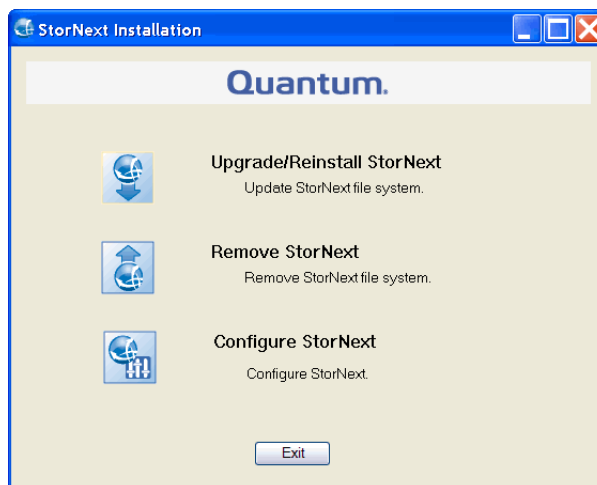 StorNext Installation
Quantum.
Upgrade/Reinstall StorNext
Update StorNext file system.
Remove StorNext
Remove StorNext file system.
Configure StorNext
Configure StorNext.
Exit